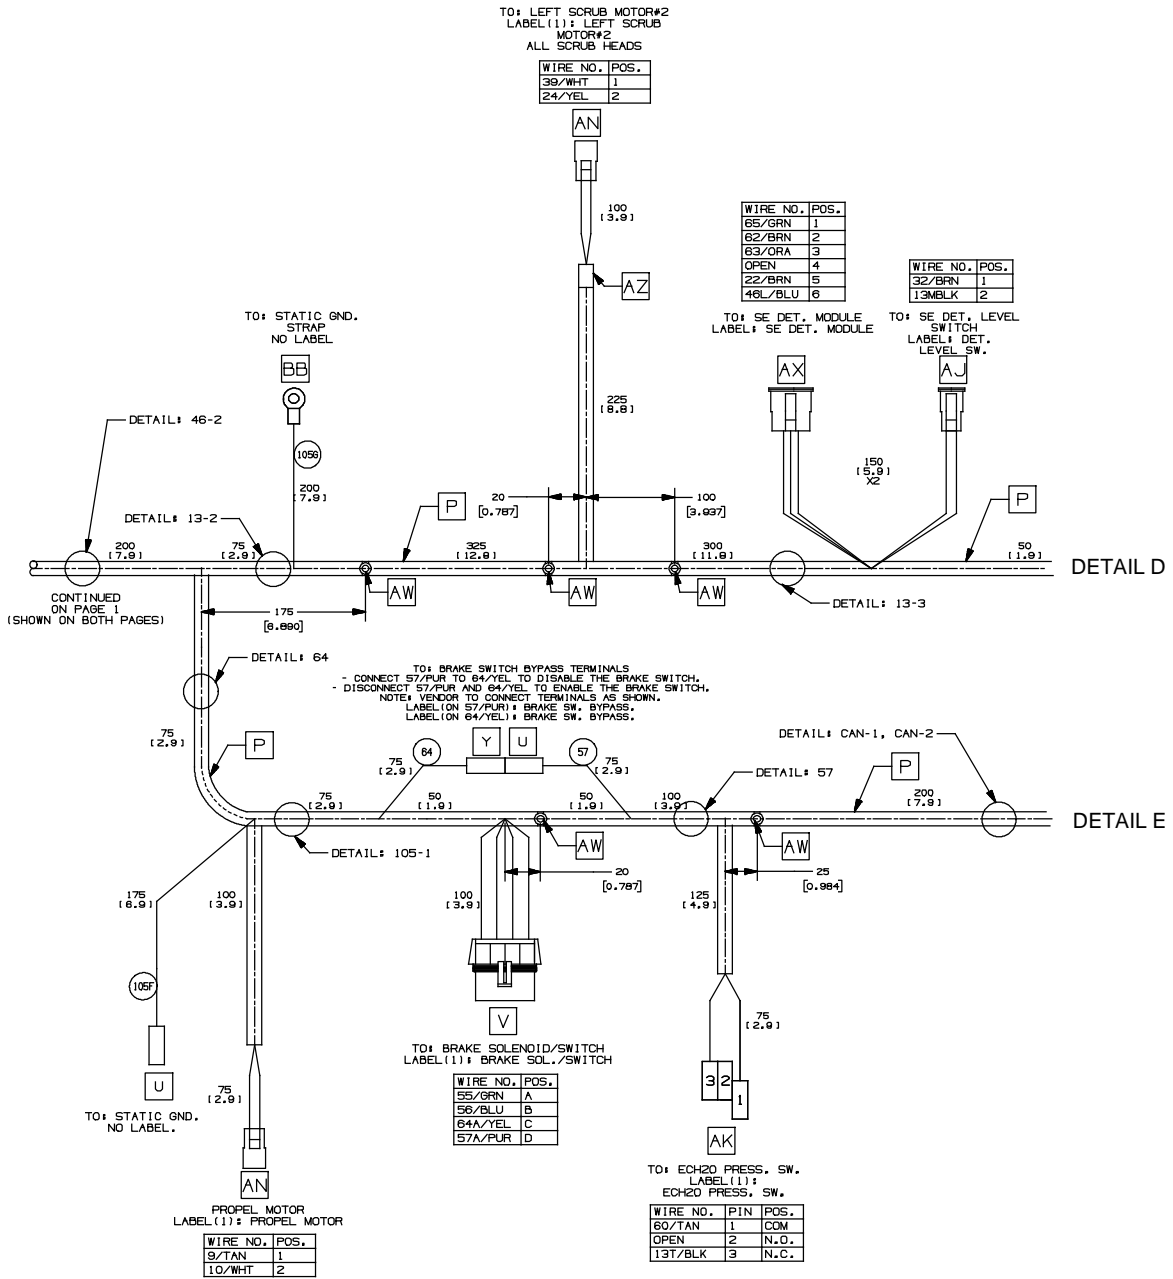 TO: LEFT SCRUB MOTOR#2
LABEL(1): LEFT SCRUB
MOTOR#2
ALL SCRUB HEADS
WIRE NO. POS.
39/WHT 1
24/YEL 2
AN
100
[3.9]
AZ
225
[8.8]
WIRE NO. POS.
65/GRN 1
62/BRN 2
63/ORA 3
OPEN 4
22/BRN 5
46L/BLU 6
TO: SE DET. MODULE
LABEL: SE DET. MODULE
AX
WIRE NO. POS.
32/BRN 1
13MBLK 2
TO: SE DET. LEVEL
SWITCH
LABEL: DET.
LEVEL SW.
AJ
150
[5.9]
X2
TO: STATIC GND.
STRAP
NO LABEL
BB
105G
200
[7.9]
DETAIL: 46-2
DETAIL: 13-2
P
20
[0.787]
100
[3.937]
P
200
[7.9]
75
[2.9]
325
[12.8]
300
[11.8]
50
[1.9]
DETAIL D
AW
AW
AW
DETAIL: 13-3
CONTINUED
ON PAGE 1
(SHOWN ON BOTH PAGES)
175
[6.890]
DETAIL: 64
75
[2.9]
P
TO: BRAKE SWITCH BYPASS TERMINALS
- CONNECT 57/PUR TO 64/YEL TO DISABLE THE BRAKE SWITCH.
- DISCONNECT 57/PUR AND 64/YEL TO ENABLE THE BRAKE SWITCH.
NOTE: VENDOR TO CONNECT TERMINALS AS SHOWN.
LABEL(ON 57/PUR): BRAKE SW. BYPASS.
LABEL(ON 64/YEL): BRAKE SW. BYPASS.
Y U
64
57
75
[2.9]
75
[2.9]
DETAIL: CAN-1, CAN-2
DETAIL: 57
P
75
[2.9]
50
[1.9]
50
[1.9]
100
[3.9]
200
[7.9]
DETAIL E
DETAIL: 105-1
AW
AW
20
[0.787]
25
[0.984]
175
[6.9]
100
[3.9]
100
[3.9]
125
[4.9]
105F
U
TO: STATIC GND.
NO LABEL.
75
[2.9]
AN
PROPEL MOTOR
LABEL(1): PROPEL MOTOR
WIRE NO. POS.
9/TAN 1
10/WHT 2
V
TO: BRAKE SOLENOID/SWITCH
LABEL(1): BRAKE SOL./SWITCH
WIRE NO. POS.
55/GRN A
56/BLU B
64A/YEL C
57A/PUR D
75
[2.9]
3 2 1
AK
TO: ECH2O PRESS. SW.
LABEL(1):
ECH2O PRESS. SW.
WIRE NO. PIN POS.
60/TAN 1 COM
OPEN 2 N.O.
13T/BLK 3 N.C.